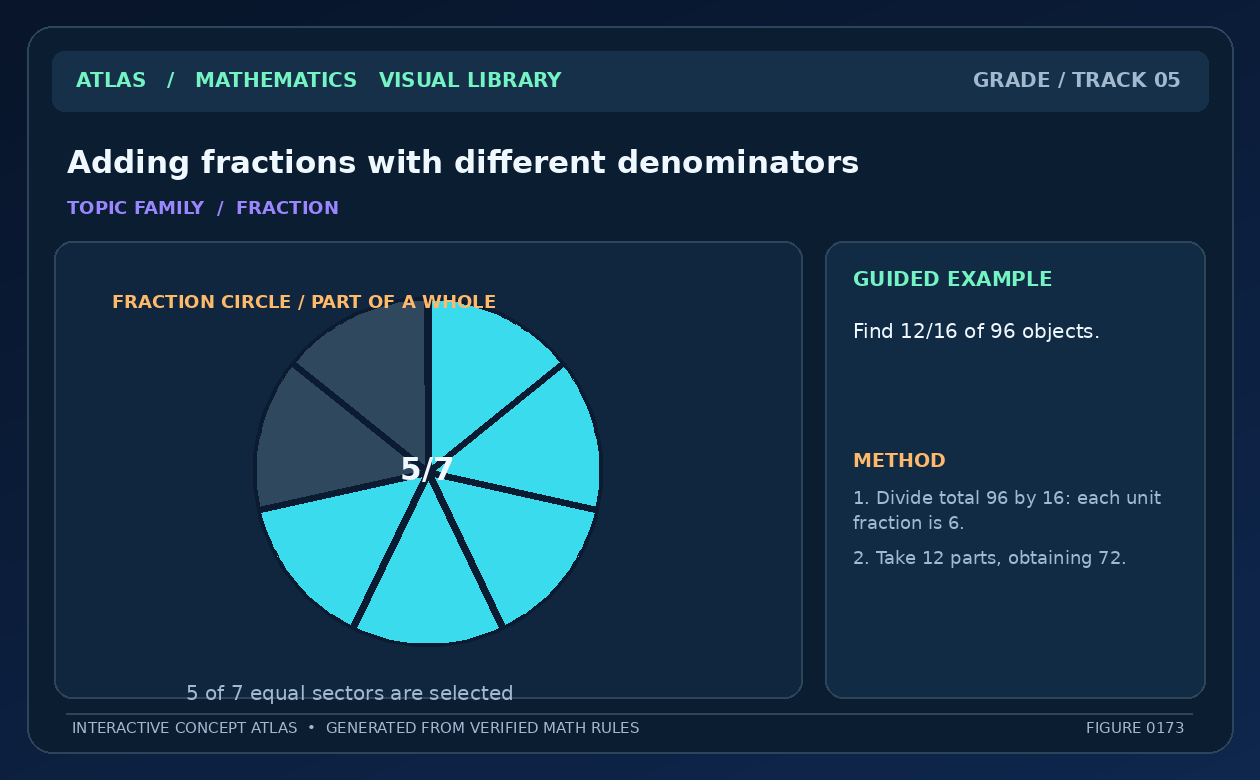 ATLAS / MATHEMATICS VISUAL LIBRARY
GRADE / TRACK 05
Adding fractions with different denominators
TOPIC FAMILY / FRACTION
FRACTION CIRCLE / PART OF A WHOLE
5/7
5 of 7 equal sectors are selected
GUIDED EXAMPLE
Find 12/16 of 96 objects.
METHOD
1. Divide total 96 by 16: each unit
fraction is 6.
2. Take 12 parts, obtaining 72.
INTERACTIVE CONCEPT ATLAS • GENERATED FROM VERIFIED MATH RULES
FIGURE 0173